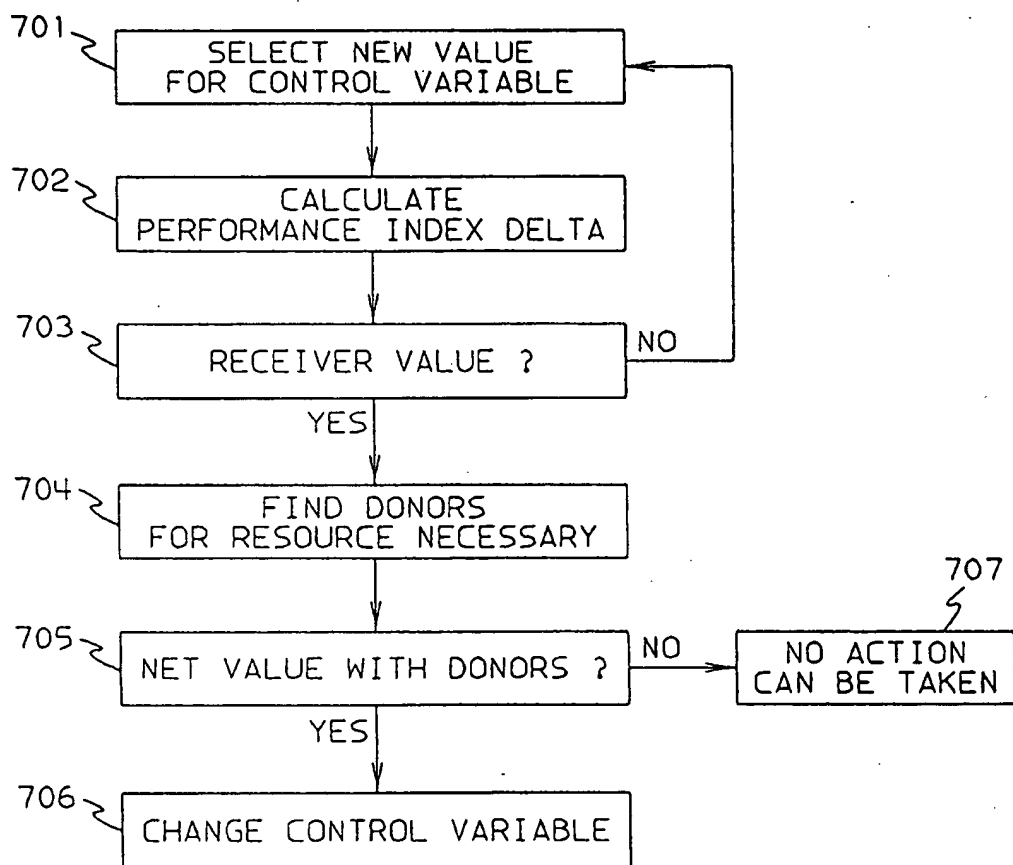 701
SELECT NEW VALUE
FOR CONTROL VARIABLE
702
CALCULATE
PERFORMANCE INDEX DELTA
703
RECEIVER VALUE ?
NO
YES
704
FIND DONORS
FOR RESOURCE NECESSARY
707
705
NET VALUE WITH DONORS ?
NO
NO ACTION
CAN BE TAKEN
YES
706
CHANGE CONTROL VARIABLE